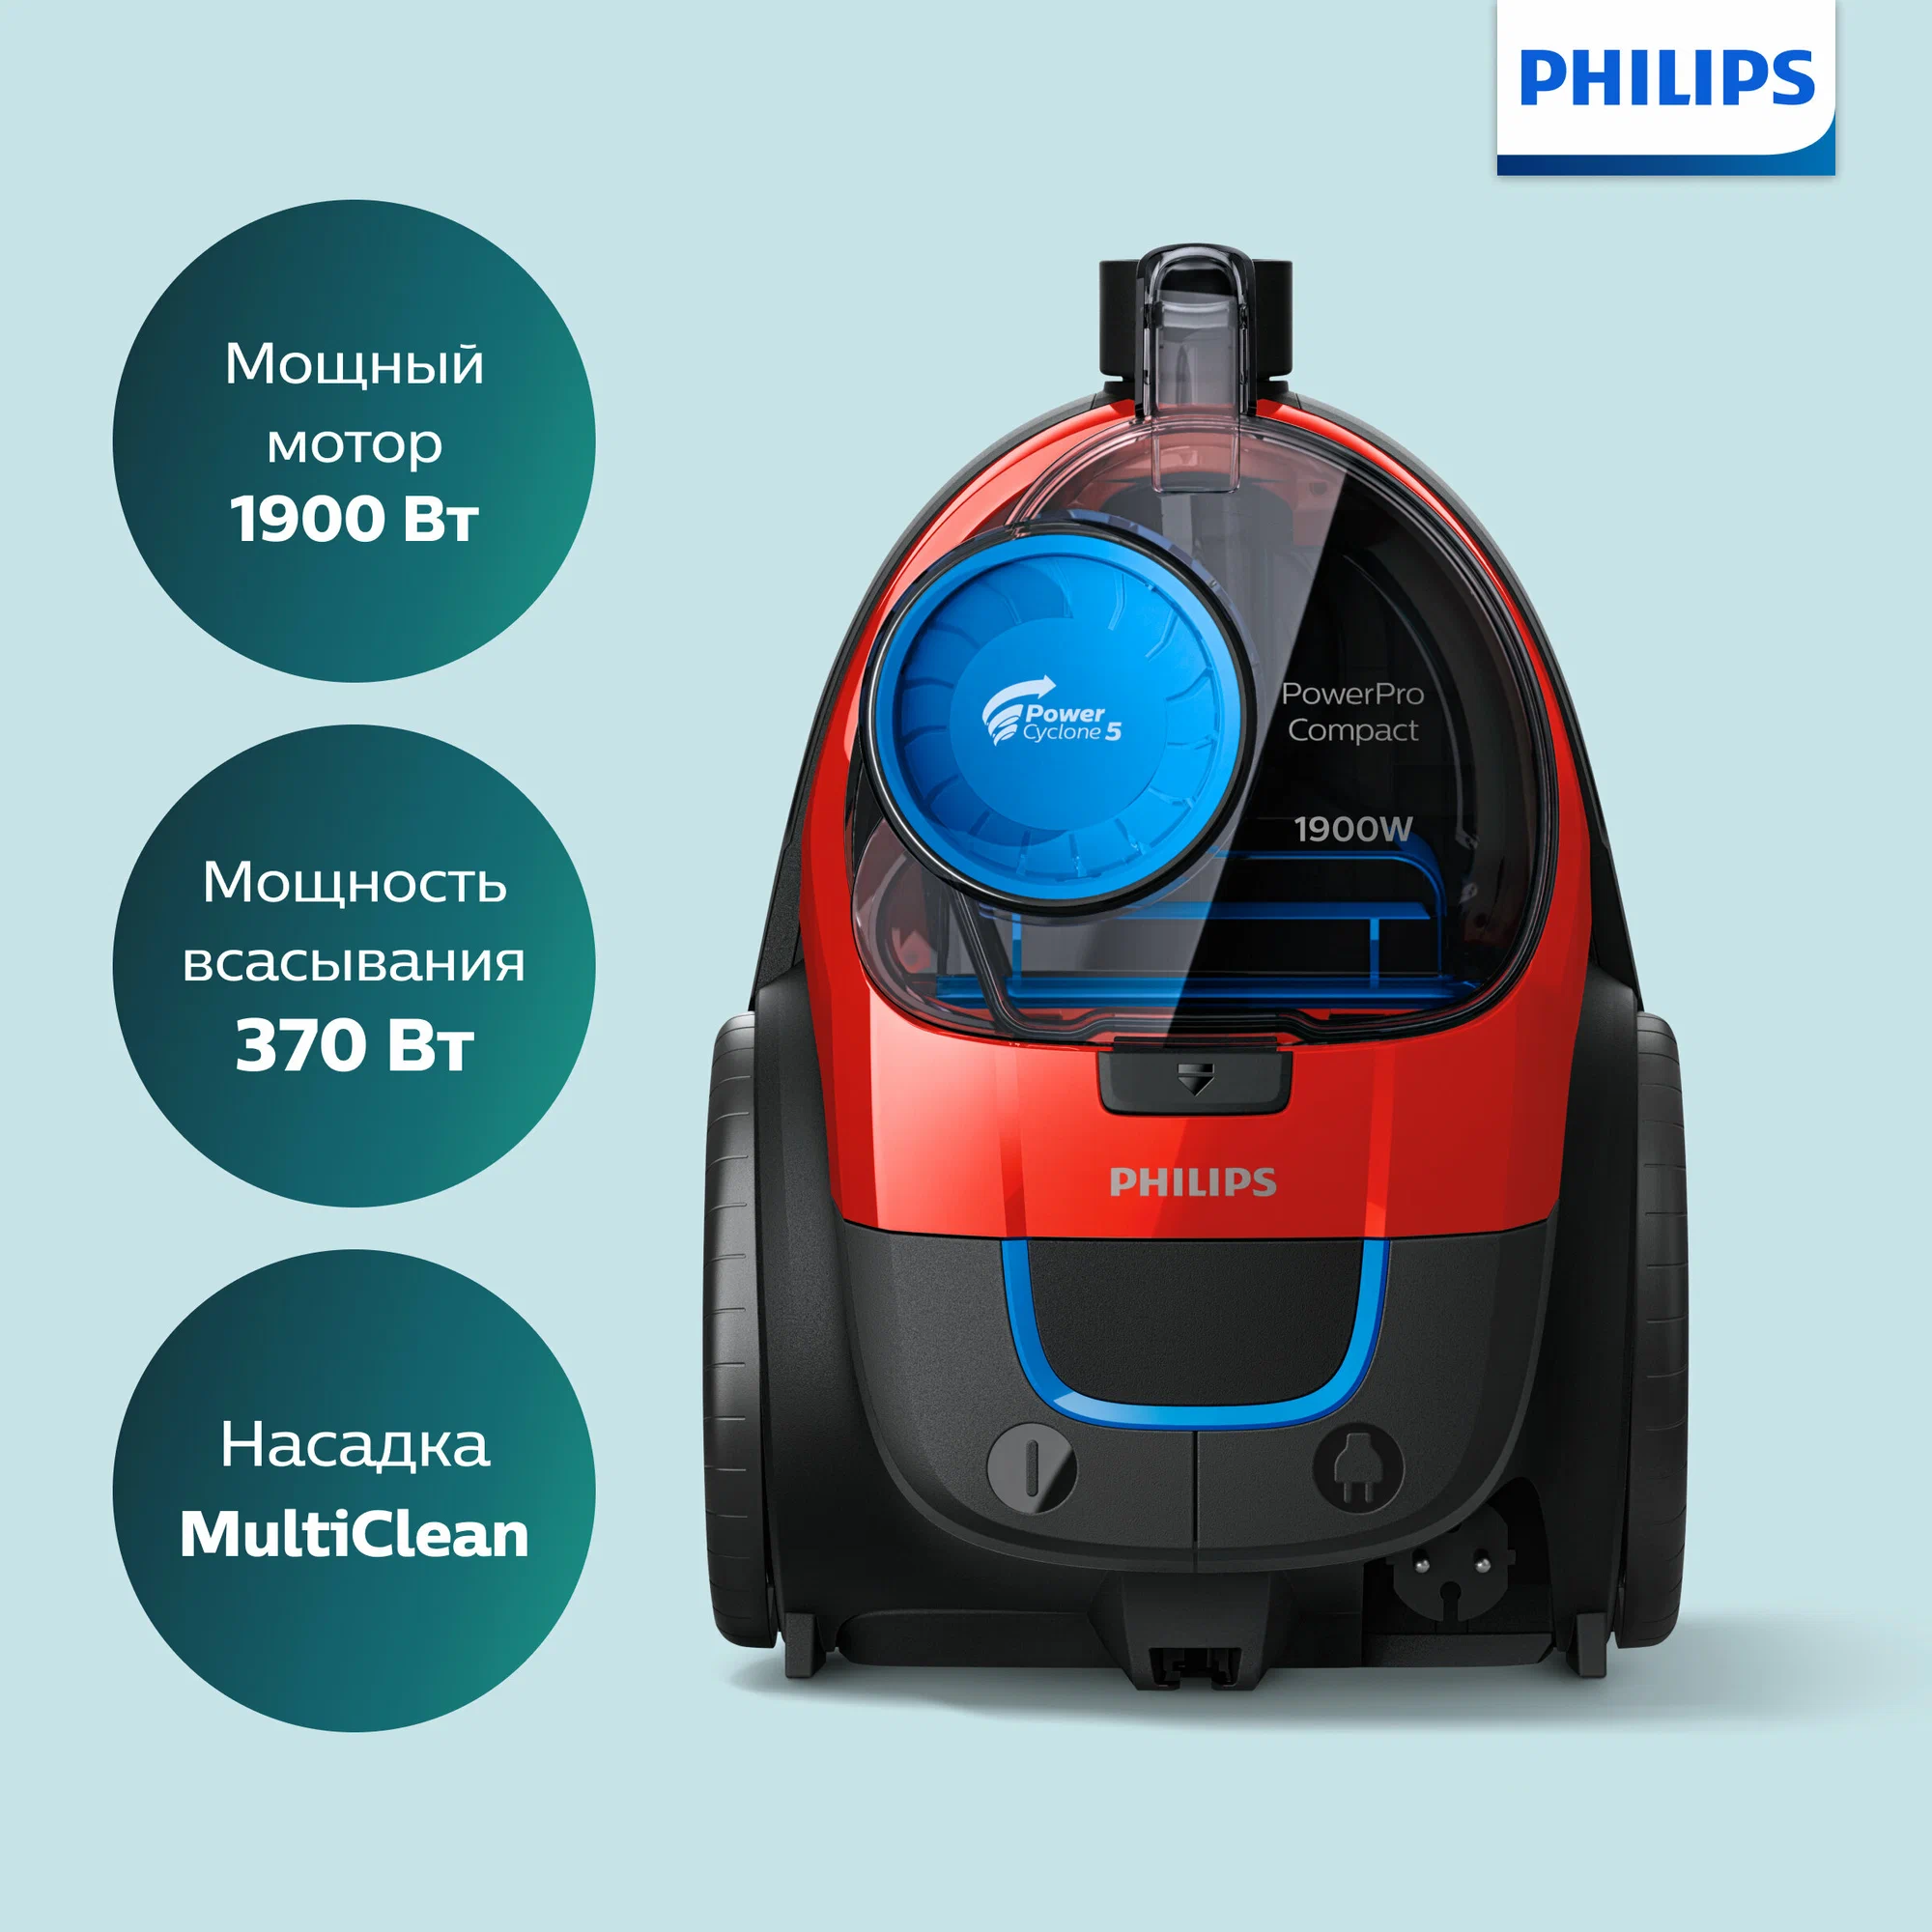 PHILIPS
Мощный
мотор
1900 Вт
Мощность
всасывания
370 Вт
Насадка
MultiClean
Power
Cyclone 5
PowerPro
Compact
1900W
PHILIPS